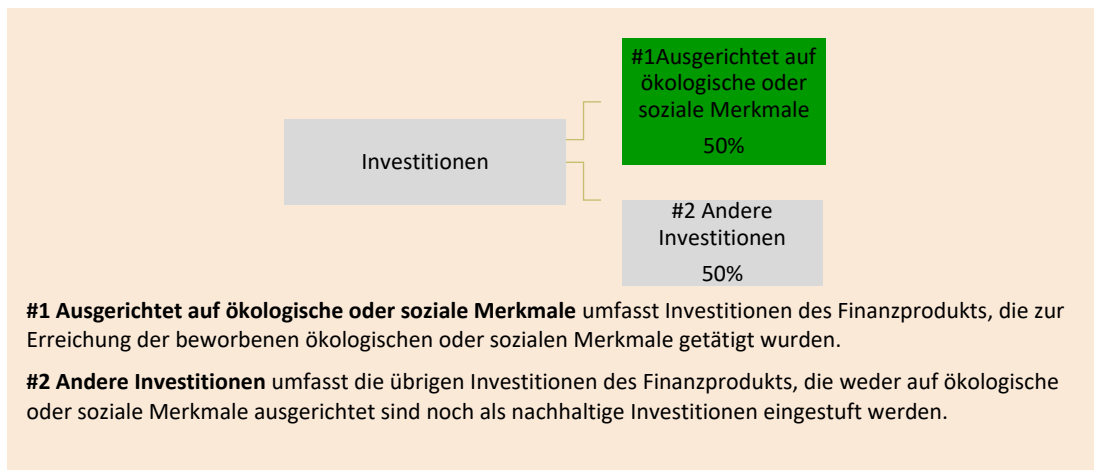 #1Ausgerichtet auf
ökologische oder
soziale Merkmale
50%
Investitionen
#2 Andere
Investitionen
50%
#1 Ausgerichtet auf ökologische oder soziale Merkmale umfasst Investitionen des Finanzprodukts, die zur
Erreichung der beworbenen ökologischen oder sozialen Merkmale getätigt wurden.
#2 Andere Investitionen umfasst die übrigen Investitionen des Finanzprodukts, die weder auf ökologische
oder soziale Merkmale ausgerichtet sind noch als nachhaltige Investitionen eingestuft werden.